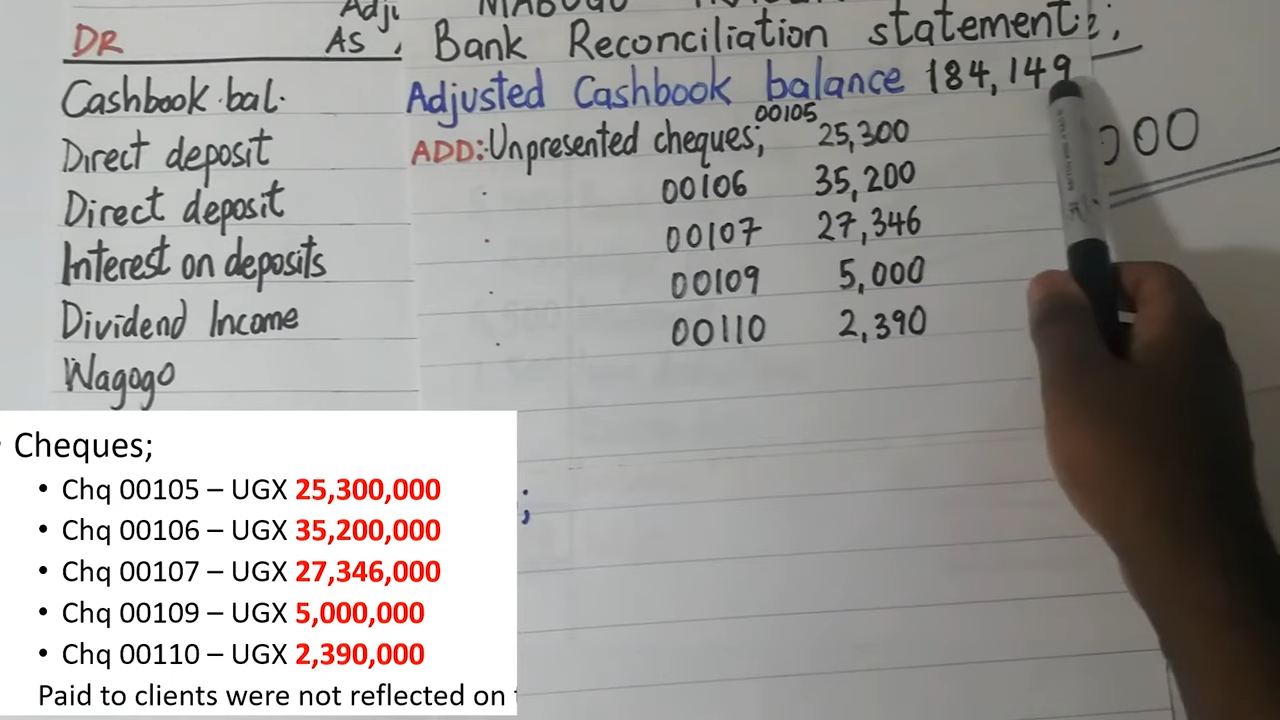 DR
As
Cashbook bal.
Direct deposit
Direct deposit
Interest on deposits
Dividend Income
Wagogo
Bank Reconciliation statement
Adjusted Cashbook balance 184,149
ADD: Unpresented cheques; 00105 25,300
00106 35,200
00107 27,346
00109 5,000
00110 2,390
000
Cheques;
• Chq 00105 – UGX 25,300,000
• Chq 00106 – UGX 35,200,000
• Chq 00107 – UGX 27,346,000
• Chq 00109 – UGX 5,000,000
• Chq 00110 – UGX 2,390,000
Paid to clients were not reflected on